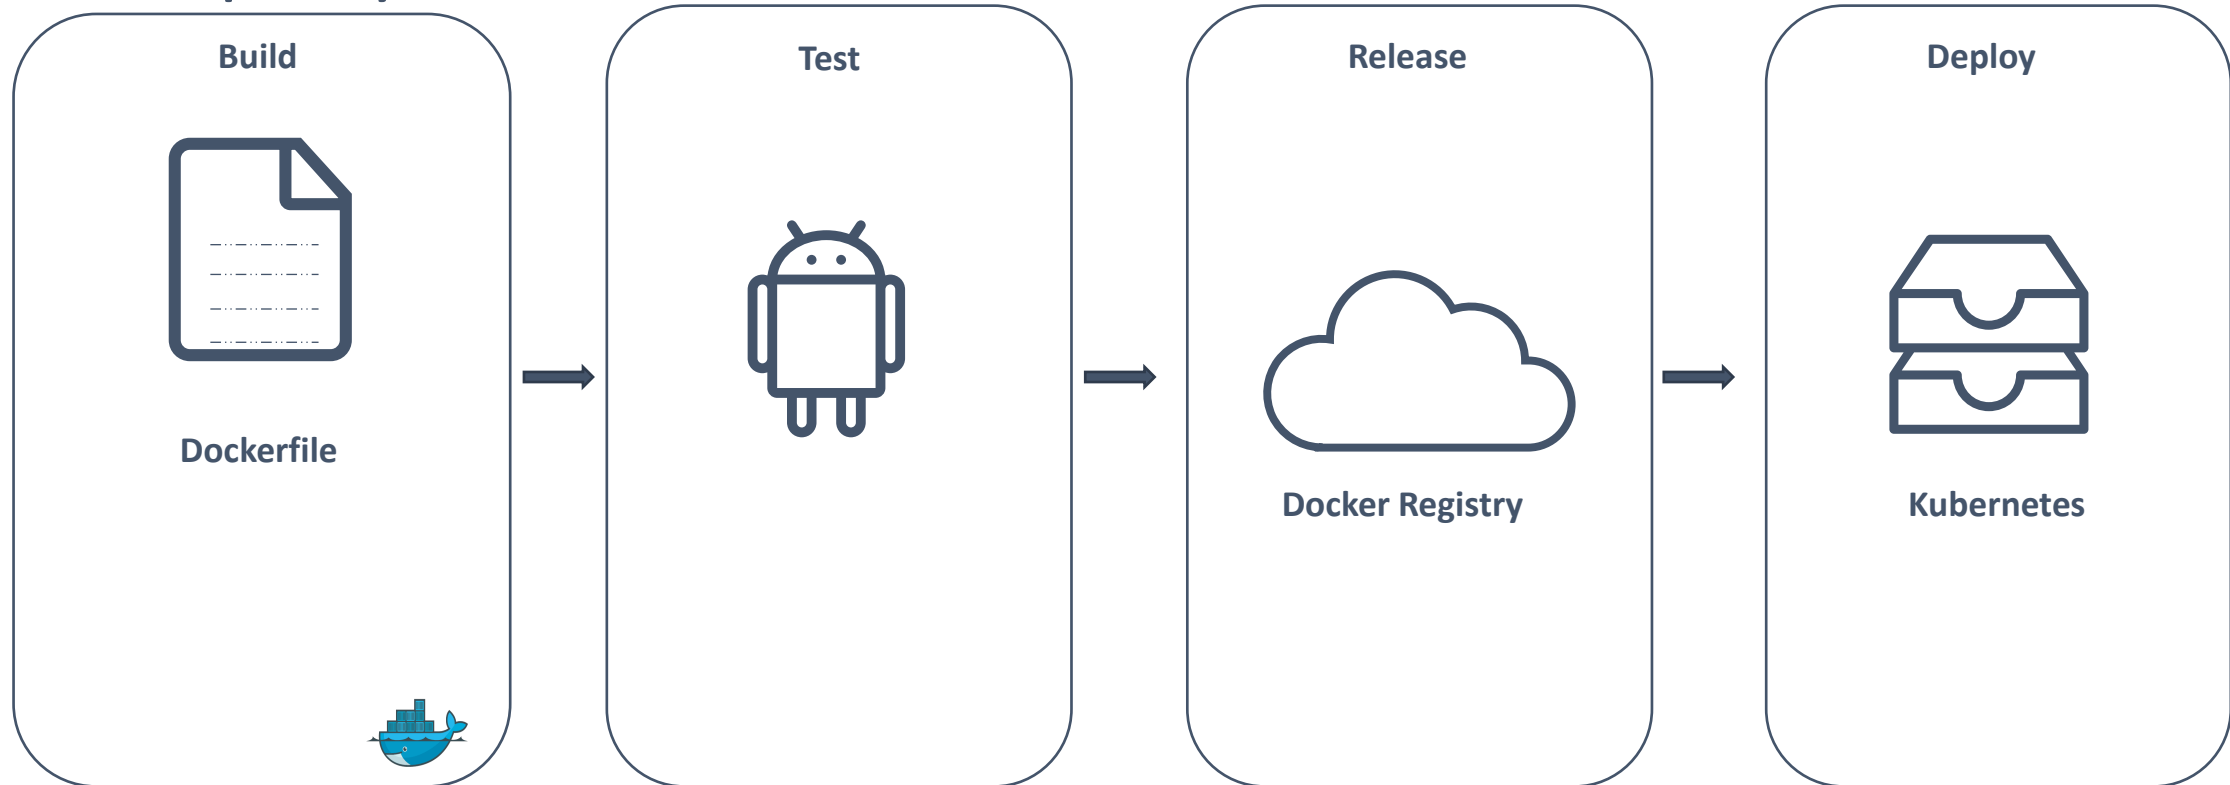 Build
Test
Release
Deploy
Dockerfile
Docker Registry
Kubernetes